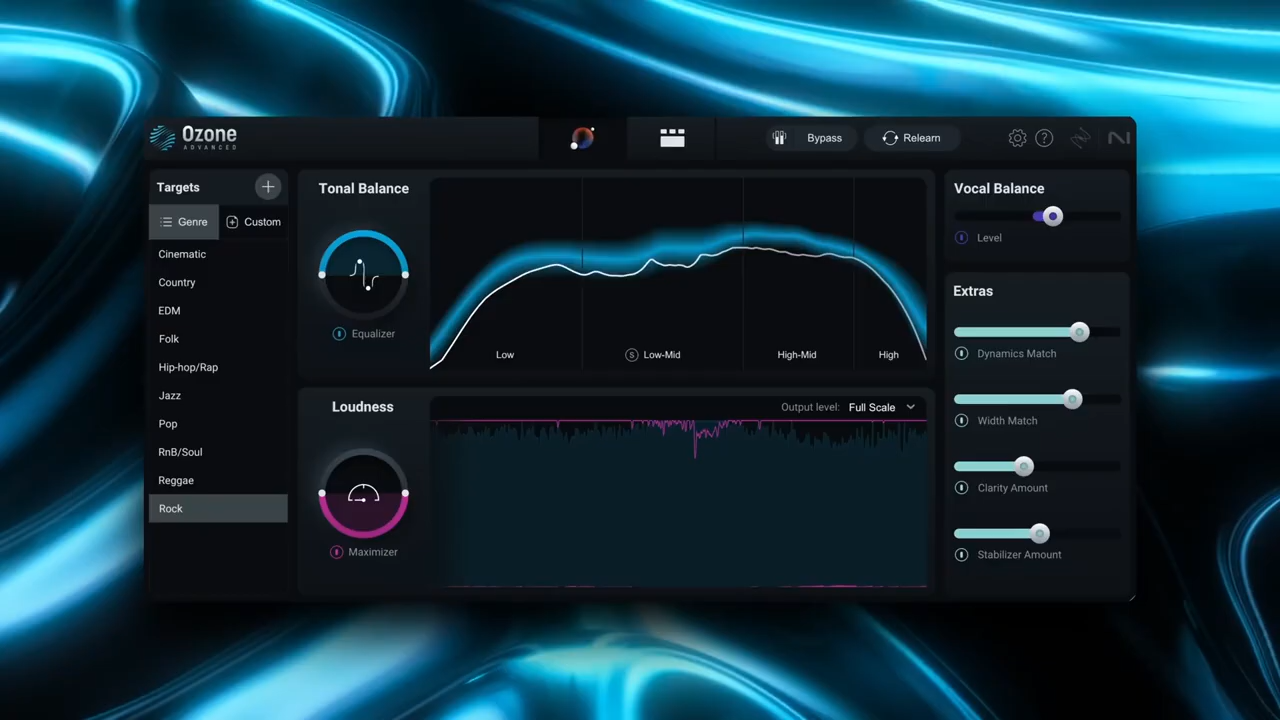 Ozone
ADVANCED
Bypass
Relearn
Targets
Genre
Custom
Cinematic
Country
EDM
Folk
Hip-hop/Rap
Jazz
Pop
RnB/Soul
Reggae
Rock
Tonal Balance
Equalizer
Low
S Low-Mid
High-Mid
High
Loudness
Maximizer
Output level: Full Scale
Vocal Balance
Level
Extras
Dynamics Match
Width Match
Clarity Amount
Stabilizer Amount